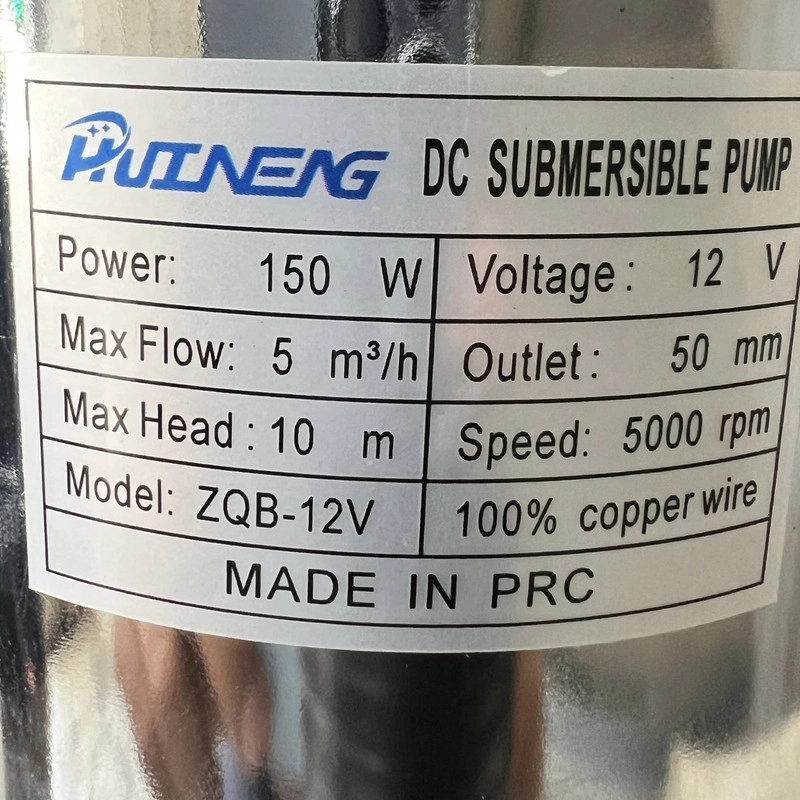 HUINENG DC SUBMERSIBLE PUMP
Power: 150 W Voltage: 12 V
Max Flow: 5 m³/h Outlet: 50 mm
Max Head: 10 m Speed: 5000 rpm
Model: ZQB-12V 100% copper wire
MADE IN PRC